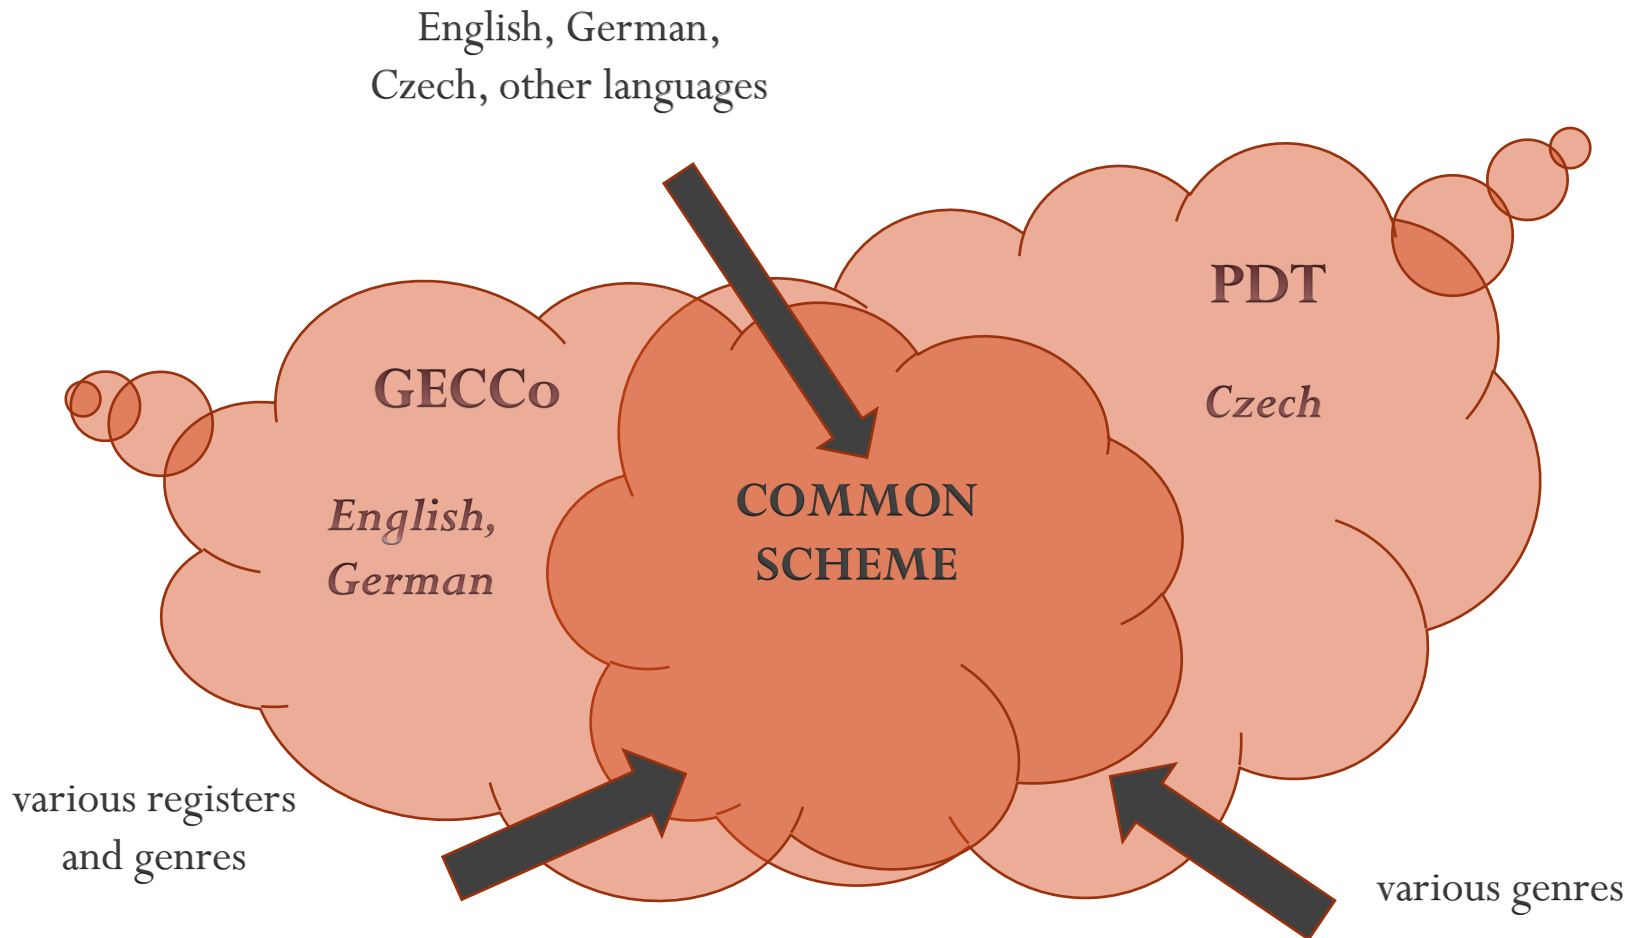 English, German,
Czech, other languages
PDT
Czech
GECCo
English,
German
COMMON
SCHEME
various registers
and genres
various genres